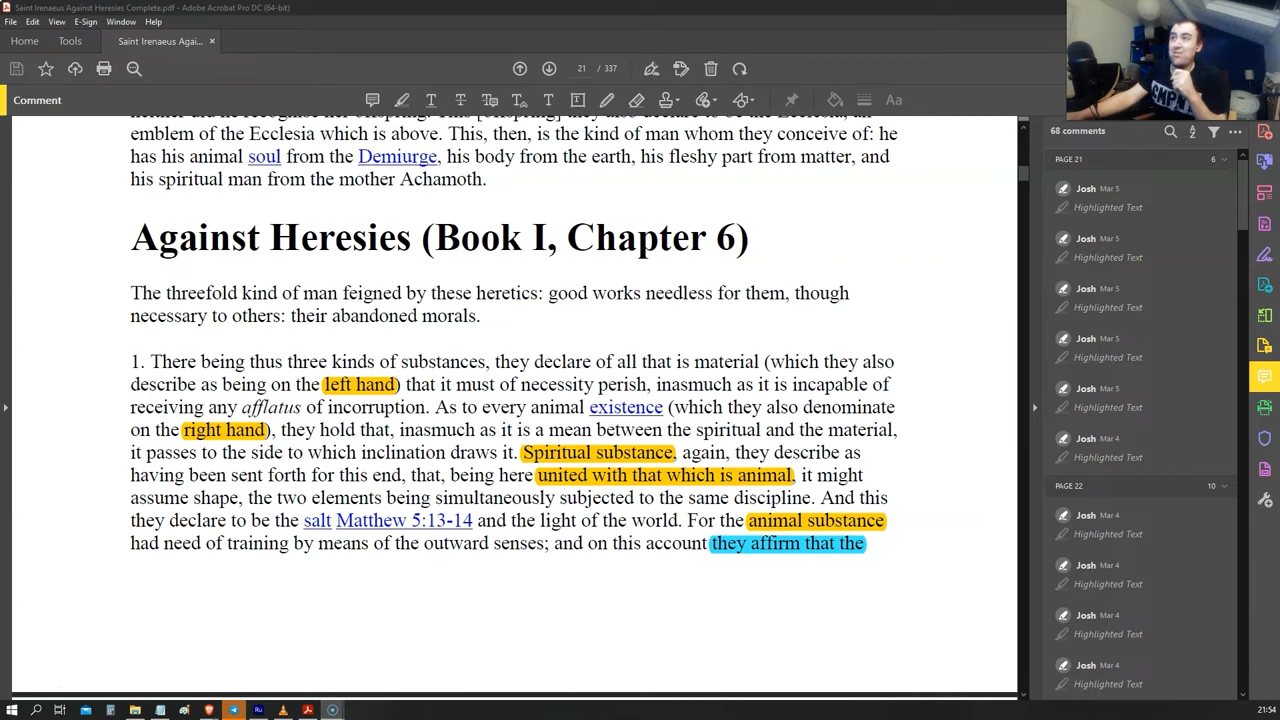 Saint Irenaeus Against Heresies Complete.pdf - Adobe Acrobat Pro DC (64-bit)
File Edit View E-Sign Window Help
Home Tools Saint Irenaeus Agai... ×
21 / 337
Comment
68 comments
emblem of the Ecclesia which is above. This, then, is the kind of man whom they conceive of: he
has his animal soul from the Demiurge, his body from the earth, his fleshy part from matter, and
his spiritual man from the mother Achamoth.
Against Heresies (Book I, Chapter 6)
The threefold kind of man feigned by these heretics: good works needless for them, though
necessary to others: their abandoned morals.
1. There being thus three kinds of substances, they declare of all that is material (which they also
describe as being on the left hand) that it must of necessity perish, inasmuch as it is incapable of
receiving any afflatus of incorruption. As to every animal existence (which they also denominate
on the right hand), they hold that, inasmuch as it is a mean between the spiritual and the material,
it passes to the side to which inclination draws it. Spiritual substance, again, they describe as
having been sent forth for this end, that, being here united with that which is animal, it might
assume shape, the two elements being simultaneously subjected to the same discipline. And this
they declare to be the salt Matthew 5:13-14 and the light of the world. For the animal substance
had need of training by means of the outward senses; and on this account they affirm that the
PAGE 21 6
Josh Mar 5
Highlighted Text
Josh Mar 5
Highlighted Text
Josh Mar 5
Highlighted Text
Josh Mar 5
Highlighted Text
Josh Mar 5
Highlighted Text
Josh Mar 4
Highlighted Text
PAGE 22 10
Josh Mar 4
Highlighted Text
Josh Mar 4
Highlighted Text
Josh Mar 4
Highlighted Text
Josh Mar 4
Highlighted Text
21:54